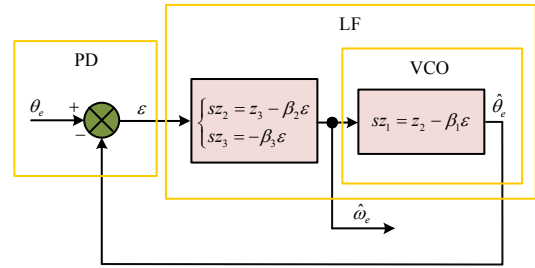 LF
PD
VCO
θₑ
+
−
ε
{sz₂ = z₃ − β₂ε
sz₃ = −β₃ε
sz₁ = z₂ − β₁ε
θ̂ₑ
ω̂ₑ